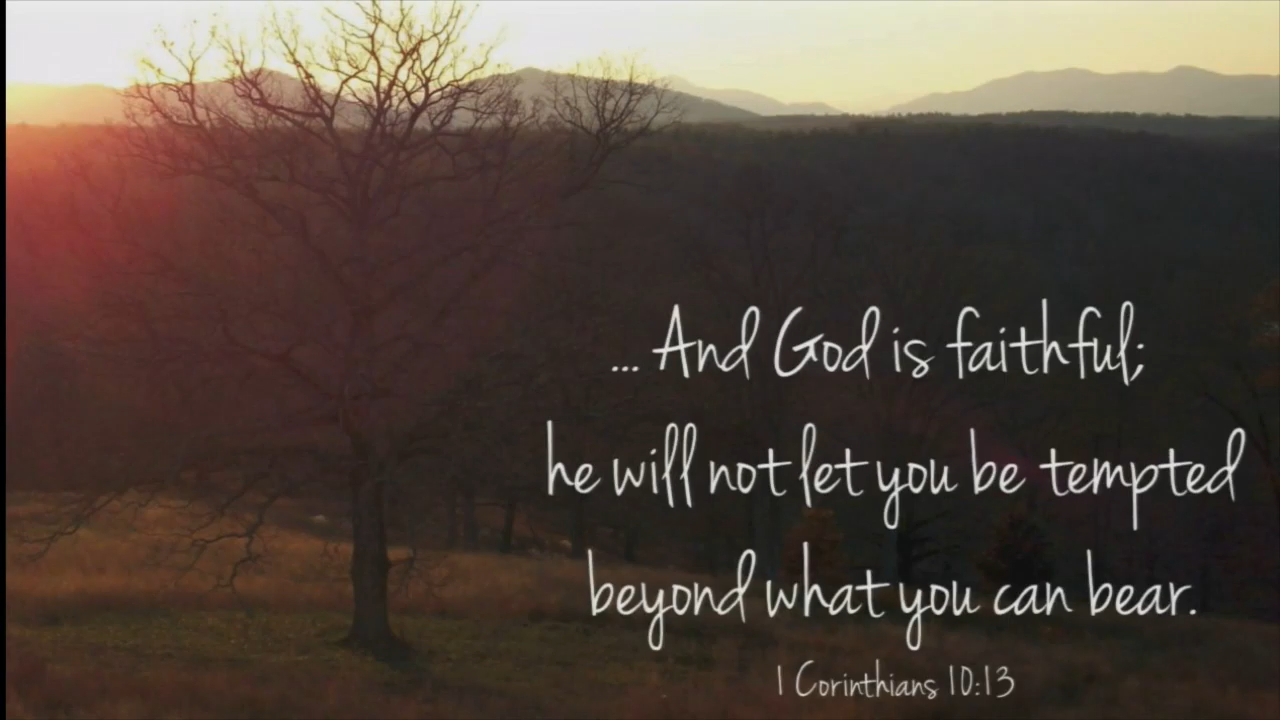 ... And God is faithful;
he will not let you be tempted
beyond what you can bear.
1 Corinthians 10:13